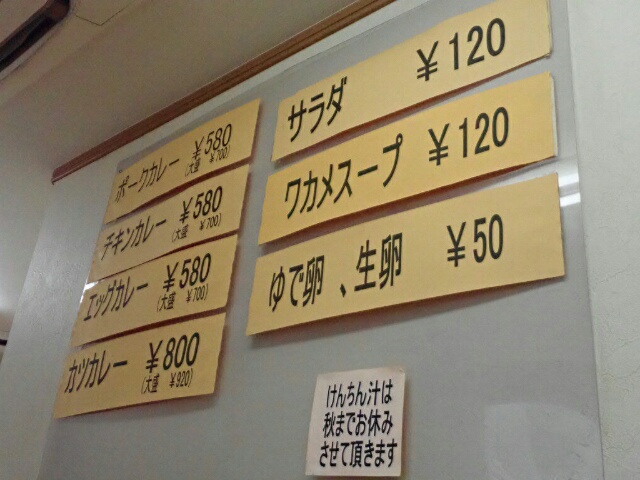 ポークカレー ¥580
(大盛 ¥700)
チキンカレー ¥580
(大盛 ¥700)
エッグカレー ¥580
(大盛 ¥700)
カツカレー ¥800
(大盛 ¥920)
サラダ ¥120
ワカメスープ ¥120
ゆで卵、生卵 ¥50
けんちん汁は
秋までお休み
させて頂きます